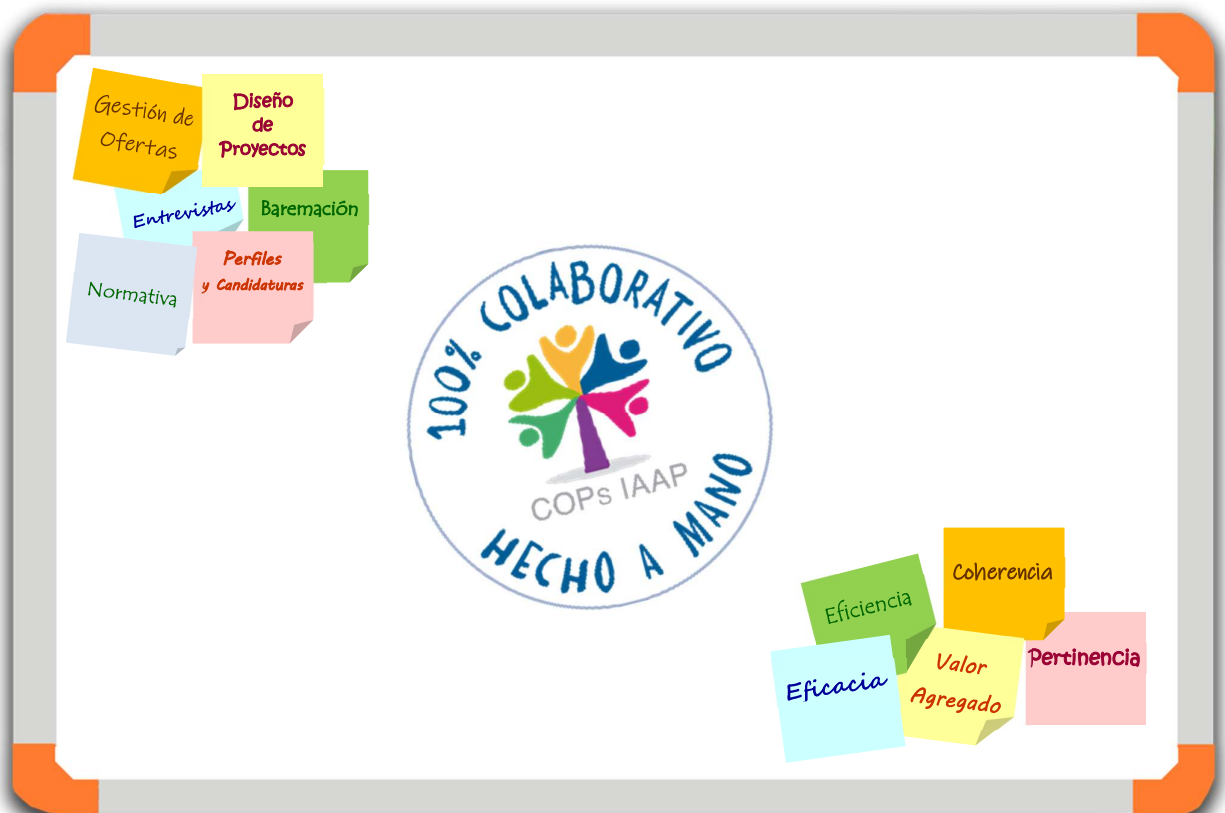 Gestión de
Ofertas
Diseño
de
Proyectos
Entrevistas
Baremación
Normativa
Perfiles
y Candidaturas
100% COLABORATIVO
COPs IAAP
HECHO A MANO
Coherencia
Eficiencia
Pertinencia
Eficacia
Valor
Agregado